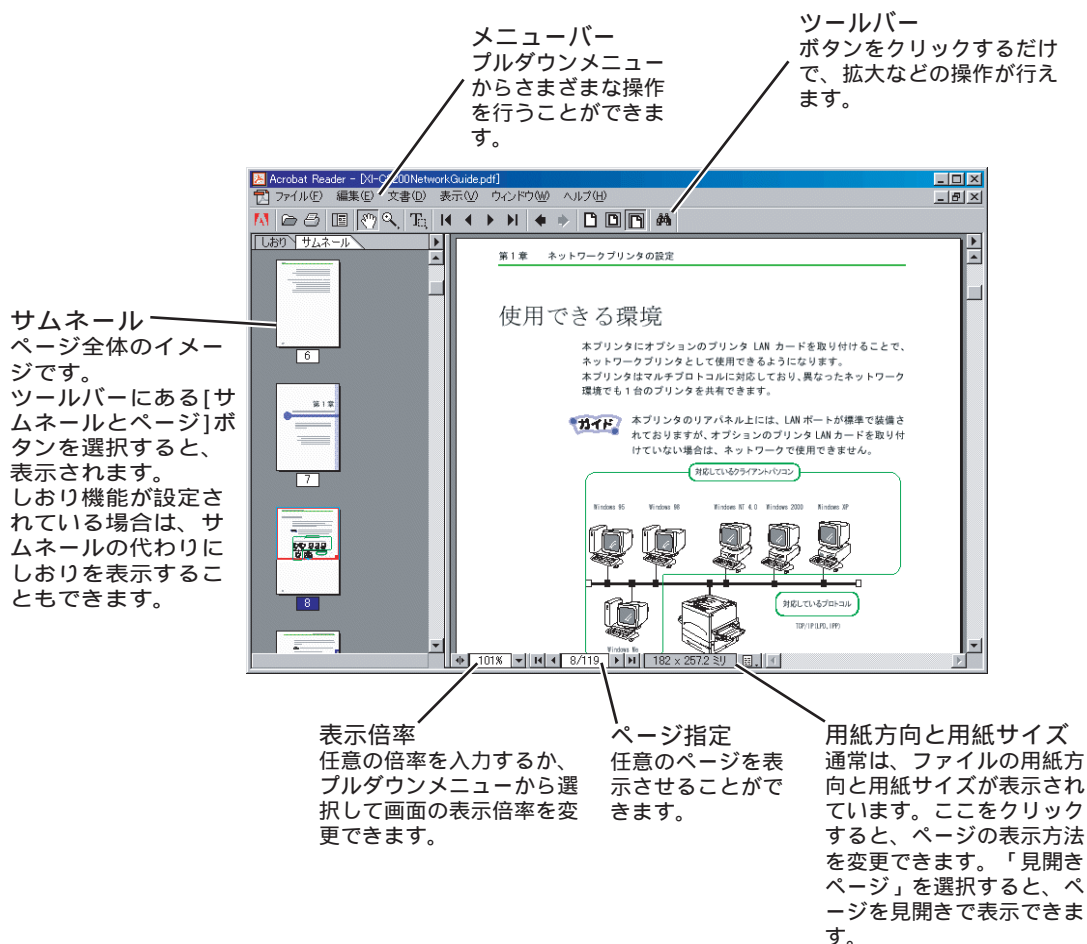 メニューバー
プルダウンメニュー
からさまざまな操作
を行うことができま
す。
ツールバー
ボタンをクリックするだけ
で、拡大などの操作が行え
ます。
Acrobat Reader - [XI-C8200NetworkGuide.pdf]
ファイル(F) 編集(E) 文書(D) 表示(V) ウィンドウ(W) ヘルプ(H)
しおり サムネール
6
第1章
7
8
サムネール
ページ全体のイメー
ジです。
ツールバーにある[サ
ムネールとページ]ボ
タンを選択すると、
表示されます。
しおり機能が設定さ
れている場合は、サ
ムネールの代わりに
しおりを表示するこ
ともできます。
第1章 ネットワークプリンタの設定
使用できる環境
本プリンタにオプションのプリンタ LAN カードを取り付けることで、
ネットワークプリンタとして使用できるようになります。
本プリンタはマルチプロトコルに対応しており、異なったネットワーク
環境でも1台のプリンタを共有できます。
ガイド
本プリンタのリアパネル上には、LAN ポートが標準で装備さ
れておりますが、オプションのプリンタ LAN カードを取り付
けていない場合は、ネットワークで使用できません。
対応しているクライアントパソコン
Windows 95 Windows 98 Windows NT 4.0 Windows 2000 Windows XP
対応しているプロトコル
TCP/IP(LPD,IPP)
Windows Me
101% 8/119 182 x 257.2 ミリ
表示倍率
任意の倍率を入力するか、
プルダウンメニューから選
択して画面の表示倍率を変
更できます。
ページ指定
任意のページを表
示させることがで
きます。
用紙方向と用紙サイズ
通常は、ファイルの用紙方
向と用紙サイズが表示され
ています。ここをクリック
すると、ページの表示方法
を変更できます。「見開き
ページ」を選択すると、ペ
ージを見開きで表示できま
す。